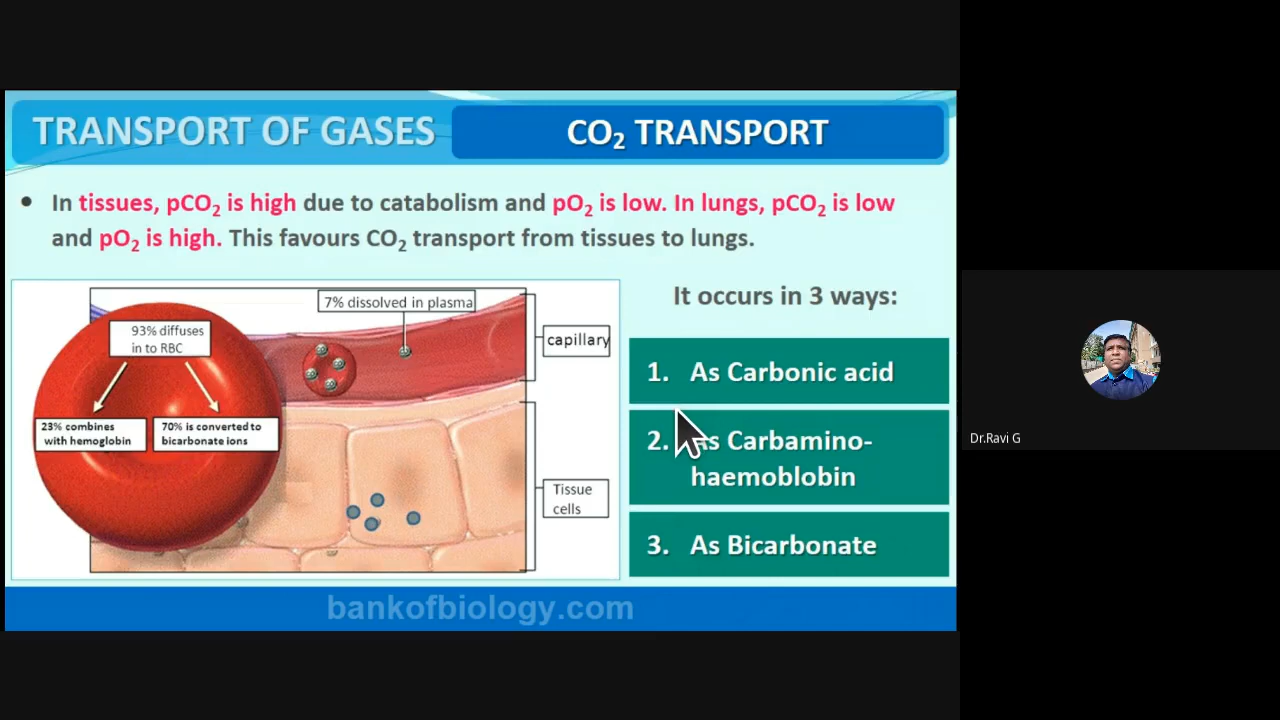 TRANSPORT OF GASES
CO₂ TRANSPORT
• In tissues, pCO₂ is high due to catabolism and pO₂ is low. In lungs, pCO₂ is low
and pO₂ is high. This favours CO₂ transport from tissues to lungs.
7% dissolved in plasma
93% diffuses
in to RBC
23% combines
with hemoglobin
70% is converted to
bicarbonate ions
capillary
Tissue
cells
It occurs in 3 ways:
1. As Carbonic acid
2. As Carbamino-
haemoblobin
3. As Bicarbonate
bankofbiology.com
Dr.Ravi G